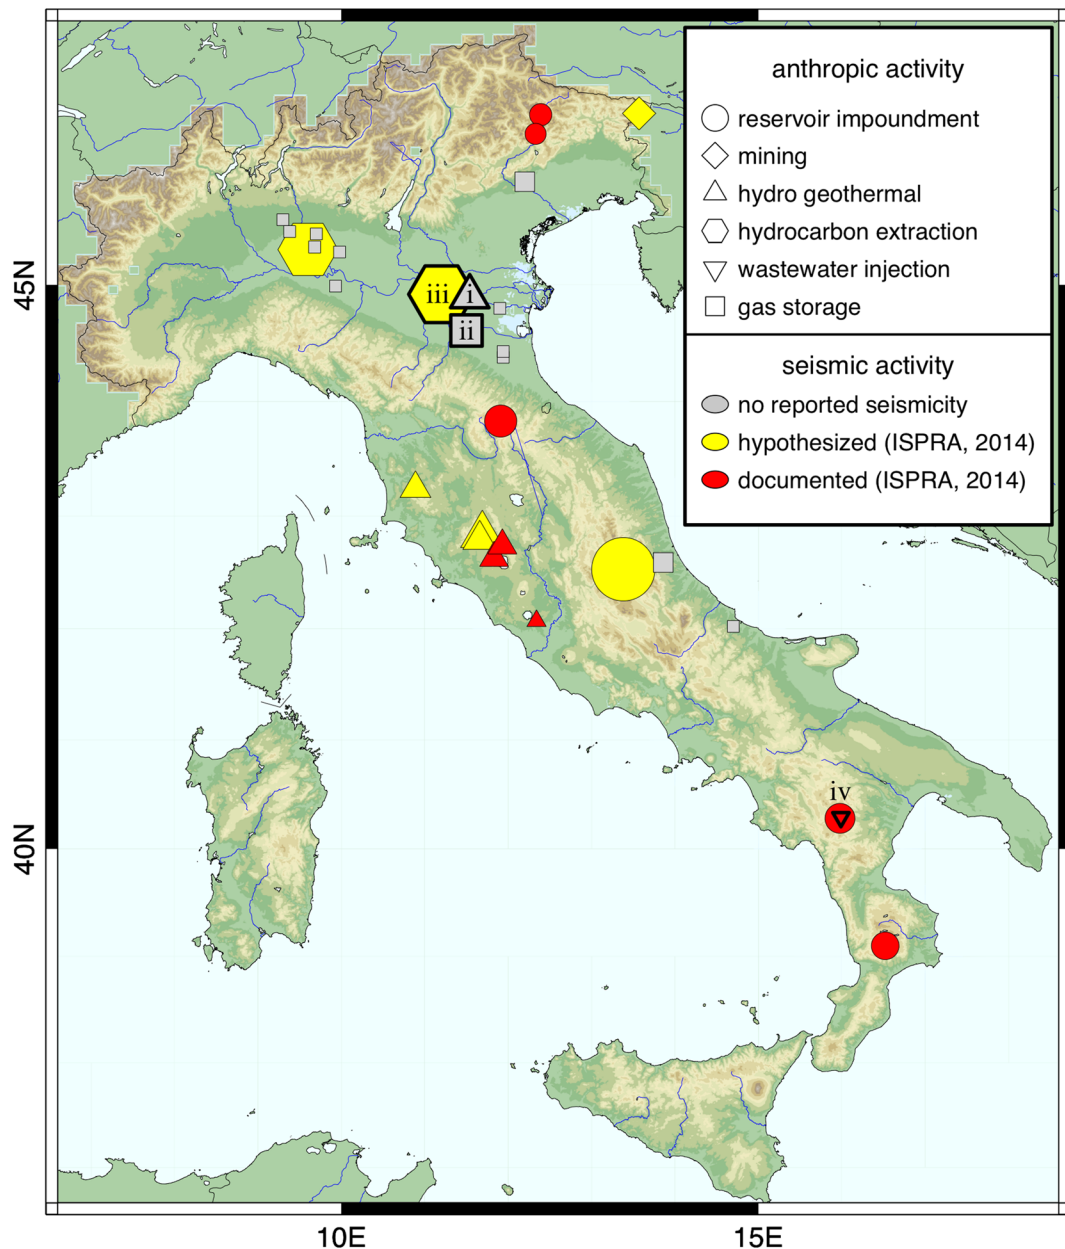 anthropic activity
reservoir impoundment
mining
hydro geothermal
hydrocarbon extraction
wastewater injection
gas storage
seismic activity
no reported seismicity
hypothesized (ISPRA, 2014)
documented (ISPRA, 2014)
45N
iii
i
ii
iv
40N
10E
15E